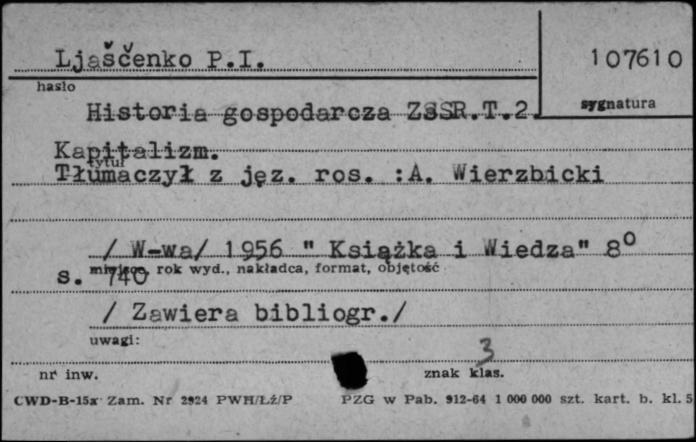 Ljaščenko P.I.
107610
hasło
sygnatura
Historia gospodarcza ZSSR.T.2.
Kapitalizm.
tytuł
Tłumaczył z jęz. ros. :A. Wierzbicki
/ W-wa/ 1956 " Książka i Wiedza" 8°
miejsce, rok wyd., nakładca, format, objętość
s. 740
/ Zawiera bibliogr./
uwagi:
3
nr inw.
znak klas.
CWD-B-15a Zam. Nr 2924 PWH/Łź/P PZG w Pab. 912-64 1 000 000 szt. kart. b. kl. 5